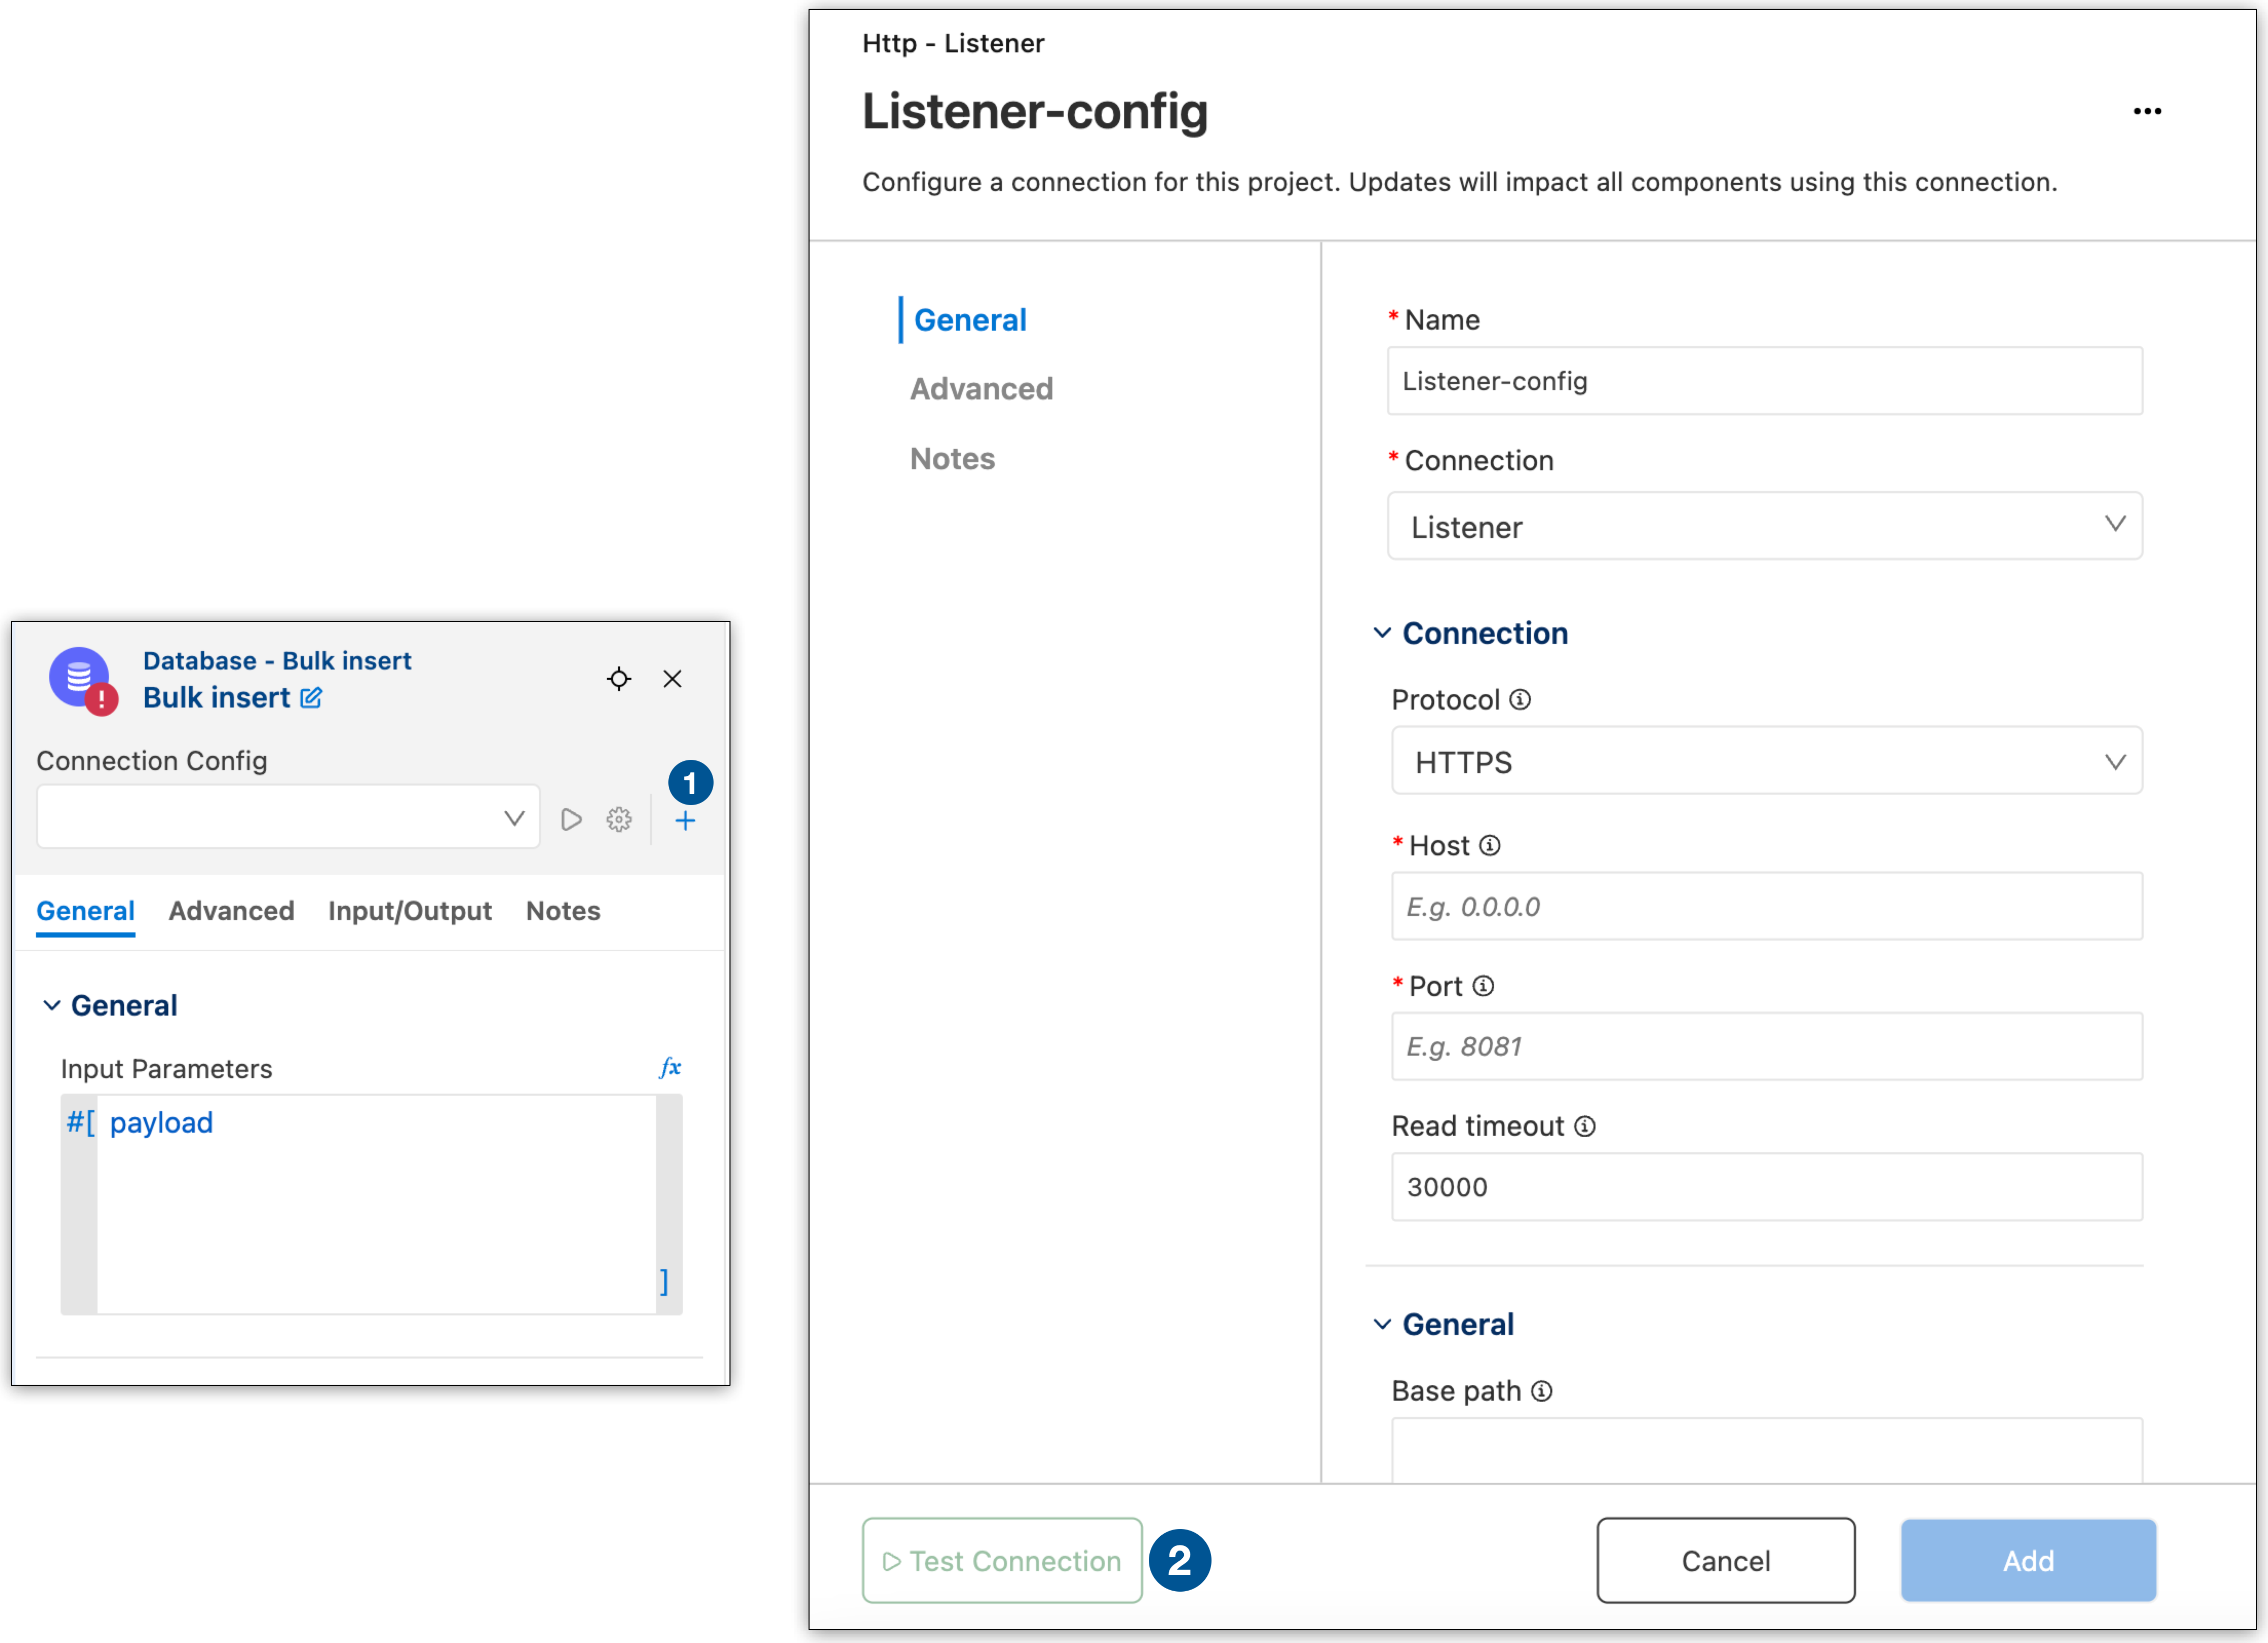 Database - Bulk insert
Bulk insert
Connection Config
1
General Advanced Input/Output Notes
General
Input Parameters fx
#[ payload
]
Http - Listener
Listener-config
Configure a connection for this project. Updates will impact all components using this connection.
General
Advanced
Notes
* Name
Listener-config
* Connection
Listener
Connection
Protocol
HTTPS
* Host
E.g. 0.0.0.0
* Port
E.g. 8081
Read timeout
30000
General
Base path
Test Connection 2 Cancel Add